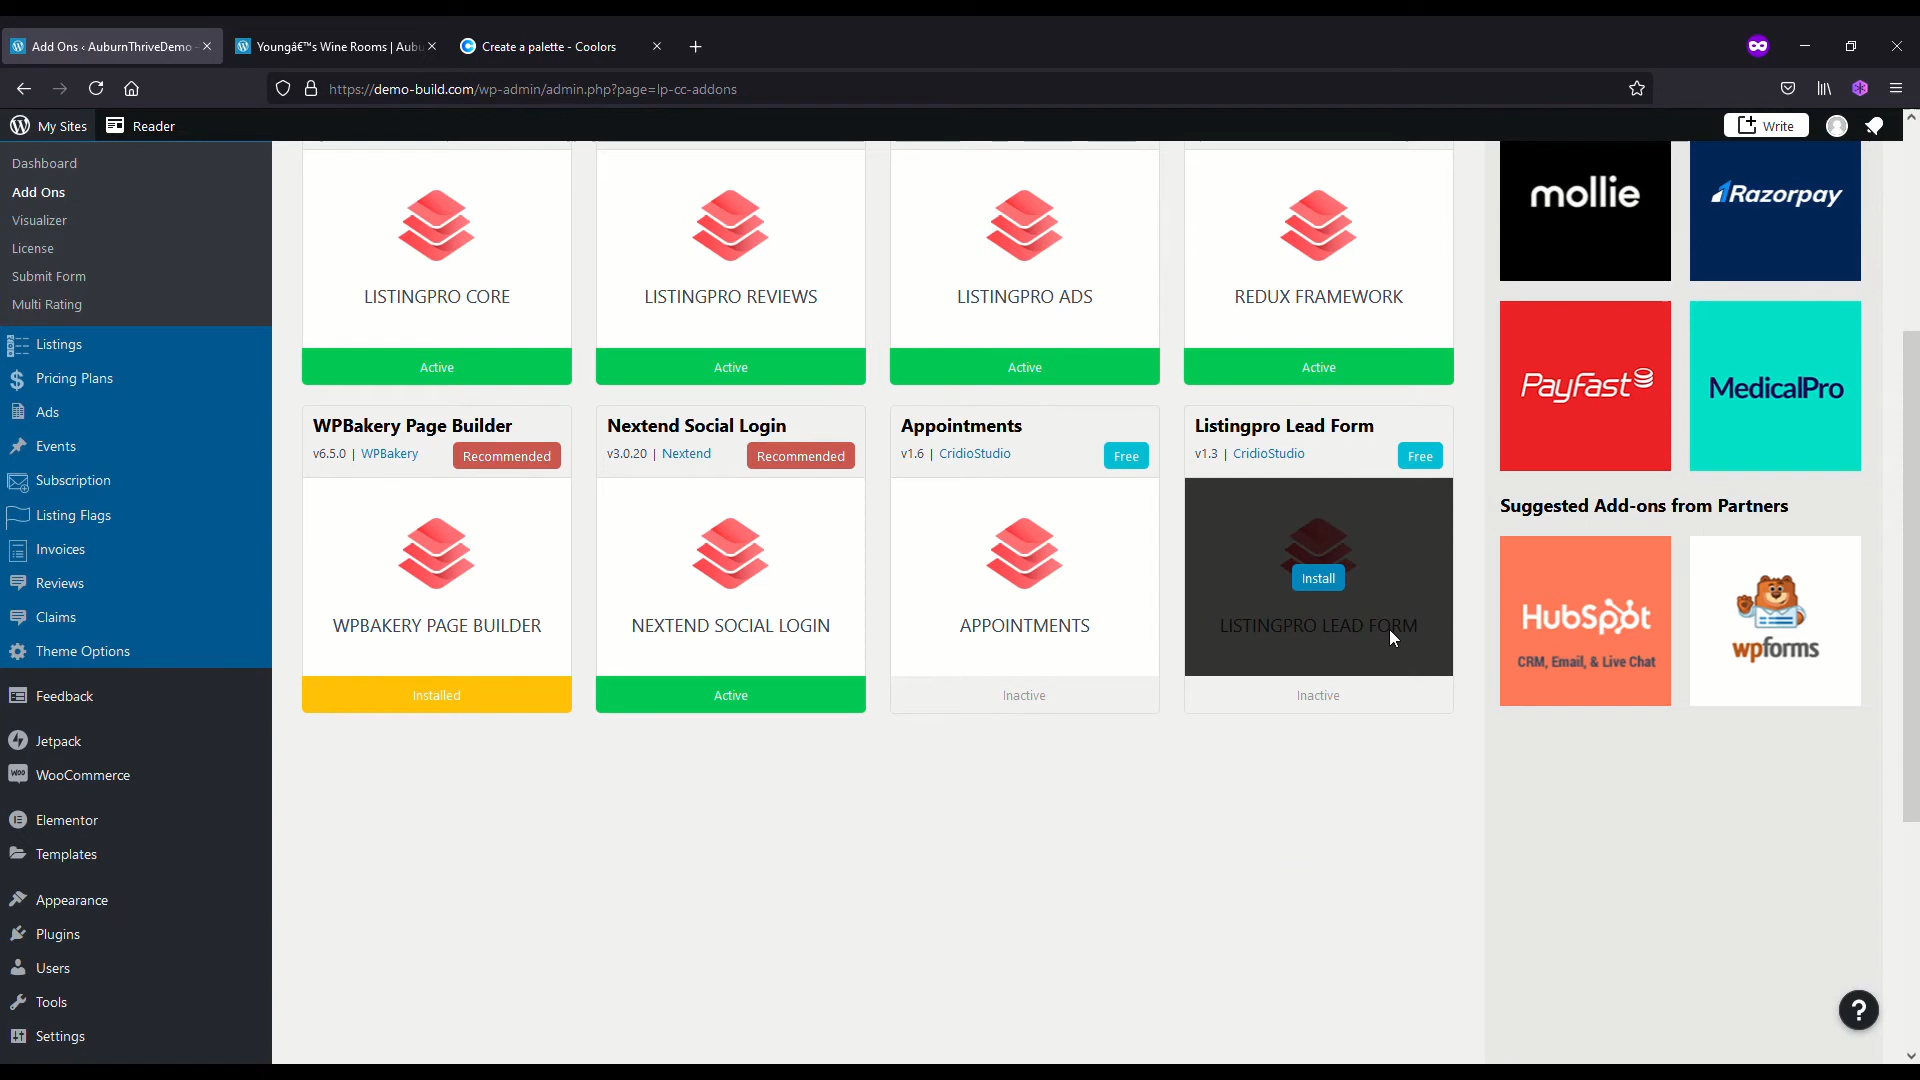 Add Ons ‹ AuburnThriveDemo
Youngâ€™s Wine Rooms | Aubu
Create a palette - Coolors
https://demo-build.com/wp-admin/admin.php?page=lp-cc-addons
My Sites
Reader
Write
Dashboard
Add Ons
Visualizer
License
Submit Form
Multi Rating
Listings
Pricing Plans
Ads
Events
Subscription
Listing Flags
Invoices
Reviews
Claims
Theme Options
Feedback
Jetpack
WooCommerce
Elementor
Templates
Appearance
Plugins
Users
Tools
Settings
LISTINGPRO CORE
Active
LISTINGPRO REVIEWS
Active
LISTINGPRO ADS
Active
REDUX FRAMEWORK
Active
WPBakery Page Builder
v6.5.0 | WPBakery
Recommended
WPBAKERY PAGE BUILDER
Installed
Nextend Social Login
v3.0.20 | Nextend
Recommended
NEXTEND SOCIAL LOGIN
Active
Appointments
v1.6 | CridioStudio
Free
APPOINTMENTS
Inactive
Listingpro Lead Form
v1.3 | CridioStudio
Free
Install
LISTINGPRO LEAD FORM
Inactive
mollie
Razorpay
PayFast
MedicalPro
Suggested Add-ons from Partners
HubSpot
CRM, Email, & Live Chat
wpforms
?